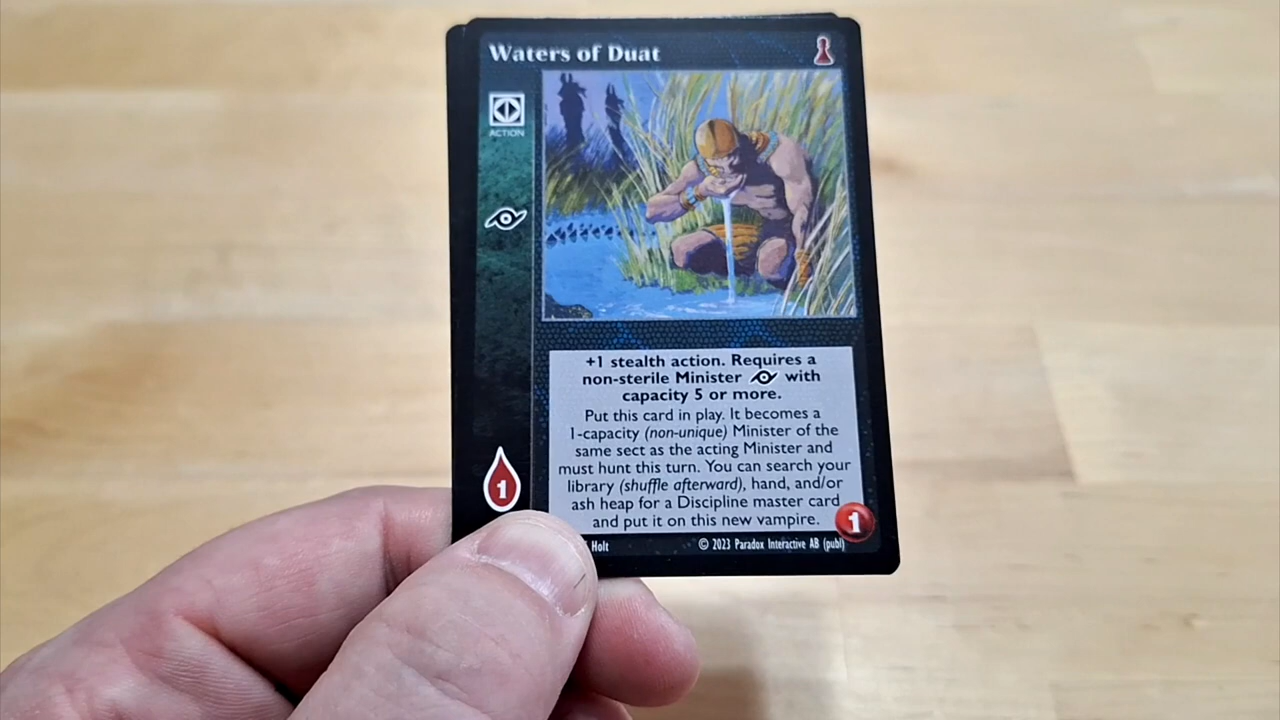 Waters of Duat
ACTION
+1 stealth action. Requires a
non-sterile Minister with
capacity 5 or more.
Put this card in play. It becomes a
1-capacity (non-unique) Minister of the
same sect as the acting Minister and
must hunt this turn. You can search your
library (shuffle afterward), hand, and/or
ash heap for a Discipline master card
and put it on this new vampire.
1
1
Holt
© 2023 Paradox Interactive AB (publ)